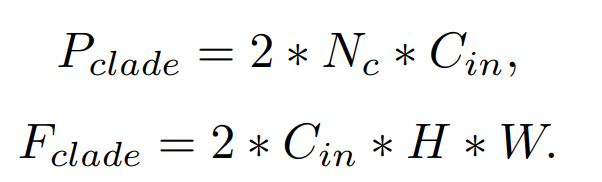 P_{clade} = 2 * N_c * C_{in},
F_{clade} = 2 * C_{in} * H * W.